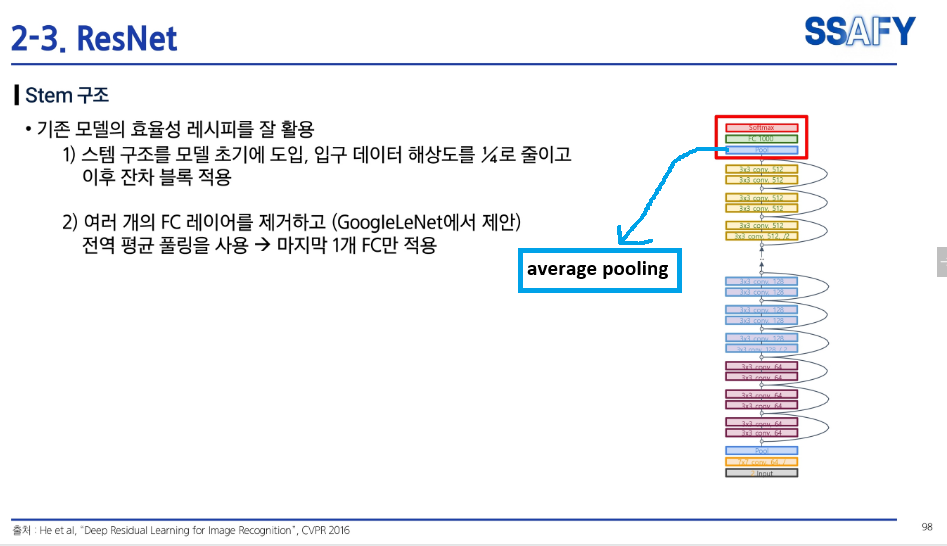 2-3. ResNet
SSAFY
Stem 구조
• 기존 모델의 효율성 레시피를 잘 활용
1) 스템 구조를 모델 초기에 도입, 입구 데이터 해상도를 ¼로 줄이고
이후 잔차 블록 적용
2) 여러 개의 FC 레이어를 제거하고 (GoogleLeNet에서 제안)
전역 평균 풀링을 사용 → 마지막 1개 FC만 적용
average pooling
Softmax
FC 1000
Pool
3x3 conv, 512
3x3 conv, 512
3x3 conv, 512
3x3 conv, 512
3x3 conv, 512
3x3 conv, 512, /2
3x3 conv, 128
3x3 conv, 128
3x3 conv, 128
3x3 conv, 128
3x3 conv, 128
3x3 conv, 128, / 2
3x3 conv, 64
3x3 conv, 64
3x3 conv, 64
3x3 conv, 64
3x3 conv, 64
3x3 conv, 64
Pool
7x7 conv, 64,
Input
출처 : He et al, “Deep Residual Learning for Image Recognition”, CVPR 2016
98